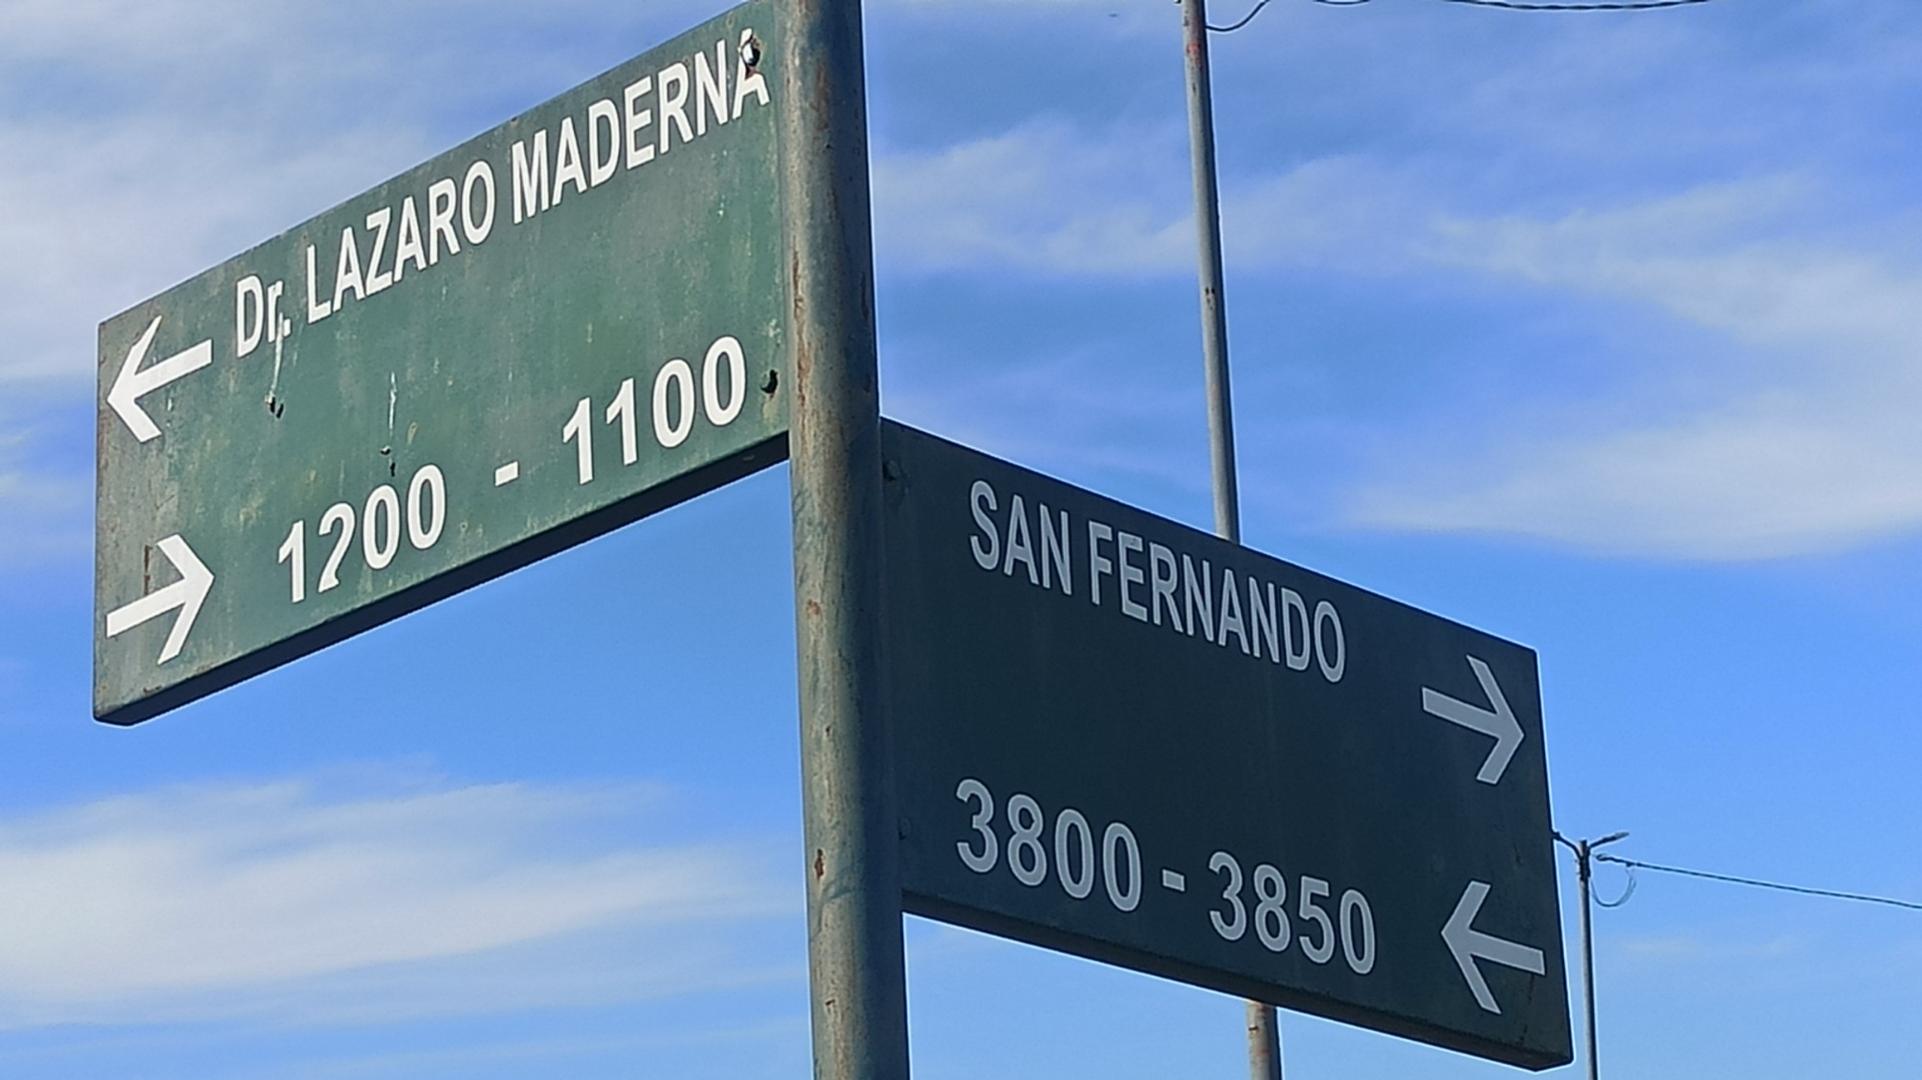 Dr. LAZARO MADERNA
1200 - 1100
SAN FERNANDO
3800 - 3850